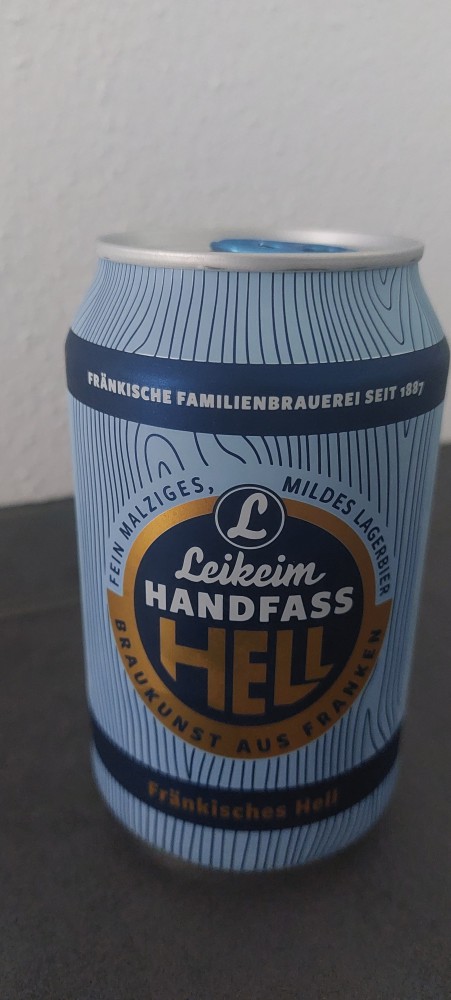 FRÄNKISCHE FAMILIENBRAUEREI SEIT 1887
FEIN MALZIGES, MILDES LAGERBIER
L
Leikeim
HANDFASS
HELL
BRAUKUNST AUS FRANKEN
Fränkisches Hell